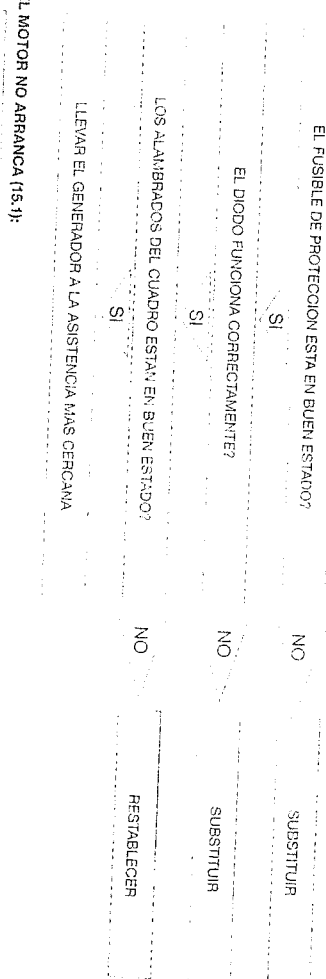 EL FUSIBLE DE PROTECCION ESTA EN BUEN ESTADO?
NO
SUBSTITUIR
SI
EL DIODO FUNCIONA CORRECTAMENTE?
NO
SUBSTITUIR
SI
LOS ALAMBRADOS DEL CUADRO ESTAN EN BUEN ESTADO?
NO
RESTABLECER
SI
LLEVAR EL GENERADOR A LA ASISTENCIA MAS CERCANA
L MOTOR NO ARRANCA (15.1):